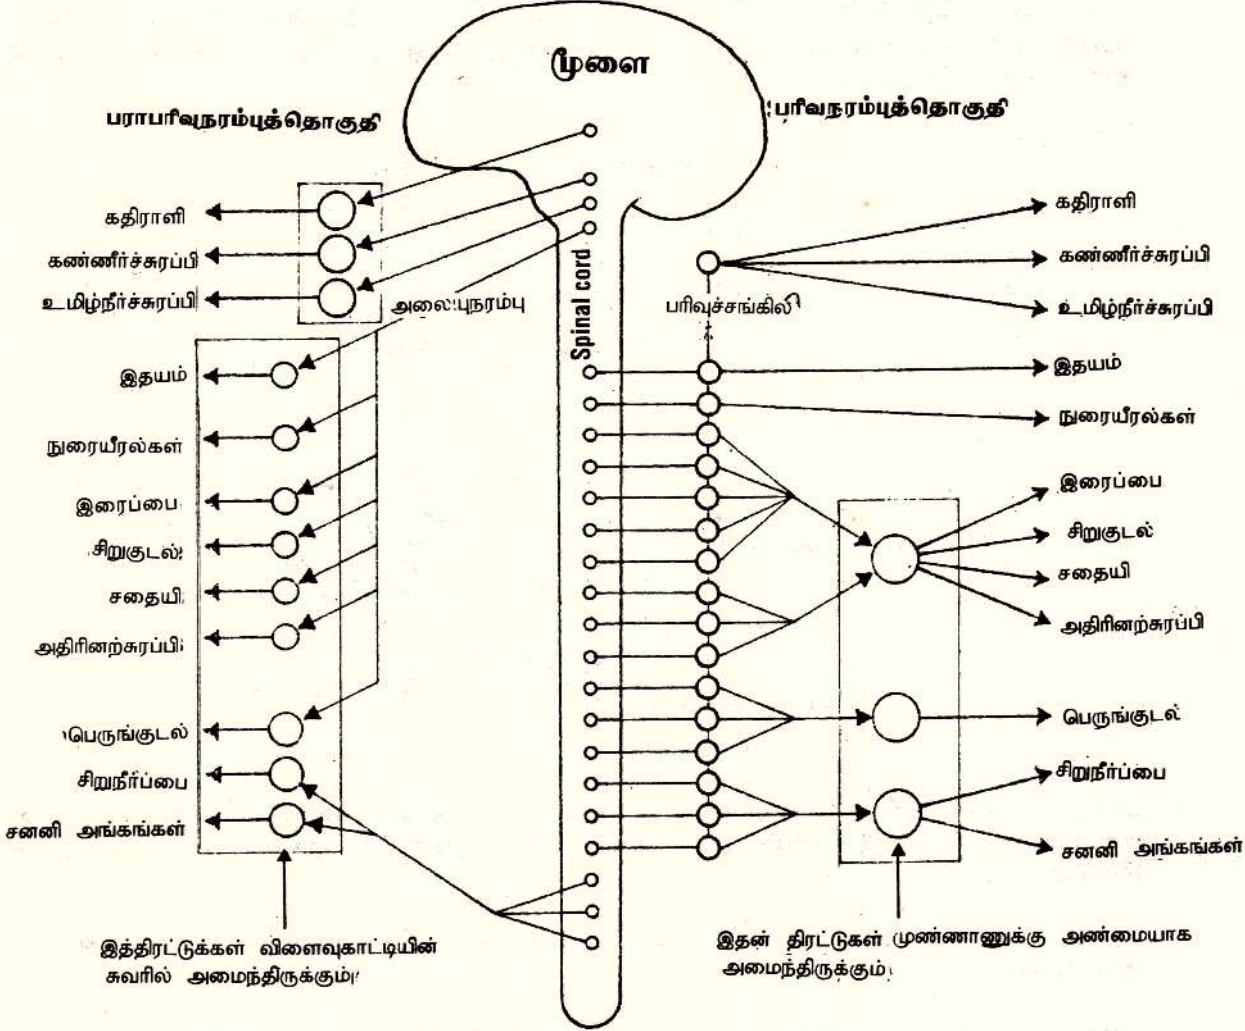 மூளை
பராபரிவுநரம்புத்தொகுதி
கதிராளி
கண்ணீர்ச்சுரப்பி
உமிழ்நீர்ச்சுரப்பி
அலையுநரம்பு
இதயம்
நுரையீரல்கள்
இரைப்பை
சிறுகுடல்
சதையி
அதிரினற்சுரப்பி
பெருங்குடல்
சிறுநீர்ப்பை
சனனி அங்கங்கள்
இத்திரட்டுக்கள் விளைவுகாட்டியின்
சுவரில் அமைந்திருக்கும்
Spinal cord
பரிவுச்சங்கிலி
பரிவநரம்புத்தொகுதி
கதிராளி
கண்ணீர்ச்சுரப்பி
உமிழ்நீர்ச்சுரப்பி
இதயம்
நுரையீரல்கள்
இரைப்பை
சிறுகுடல்
சதையி
அதிரினற்சுரப்பி
பெருங்குடல்
சிறுநீர்ப்பை
சனனி அங்கங்கள்
இதன் திரட்டுகள் முண்ணாணுக்கு அண்மையாக
அமைந்திருக்கும்